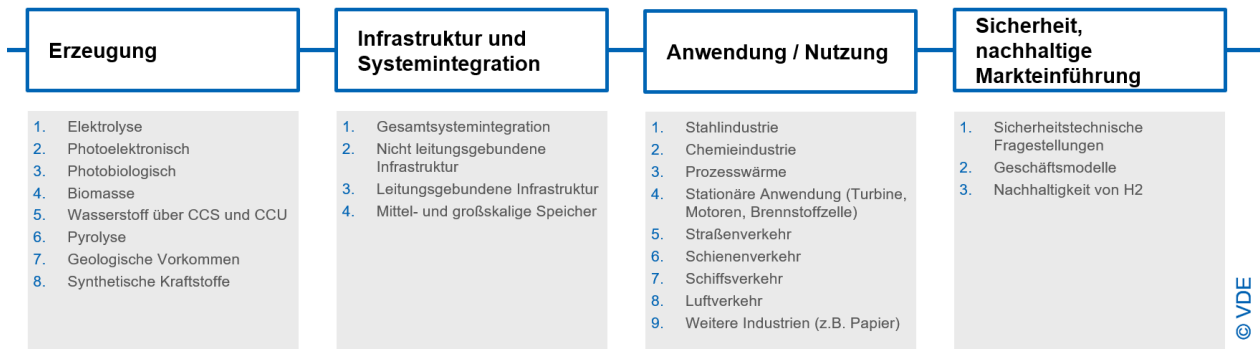 Erzeugung
1. Elektrolyse
2. Photoelektronisch
3. Photobiologisch
4. Biomasse
5. Wasserstoff über CCS und CCU
6. Pyrolyse
7. Geologische Vorkommen
8. Synthetische Kraftstoffe
Infrastruktur und
Systemintegration
1. Gesamtsystemintegration
2. Nicht leitungsgebundene
Infrastruktur
3. Leitungsgebundene Infrastruktur
4. Mittel- und großskalige Speicher
Anwendung / Nutzung
1. Stahlindustrie
2. Chemieindustrie
3. Prozesswärme
4. Stationäre Anwendung (Turbine,
Motoren, Brennstoffzelle)
5. Straßenverkehr
6. Schienenverkehr
7. Schiffsverkehr
8. Luftverkehr
9. Weitere Industrien (z.B. Papier)
Sicherheit,
nachhaltige
Markteinführung
1. Sicherheitstechnische
Fragestellungen
2. Geschäftsmodelle
3. Nachhaltigkeit von H2
© VDE